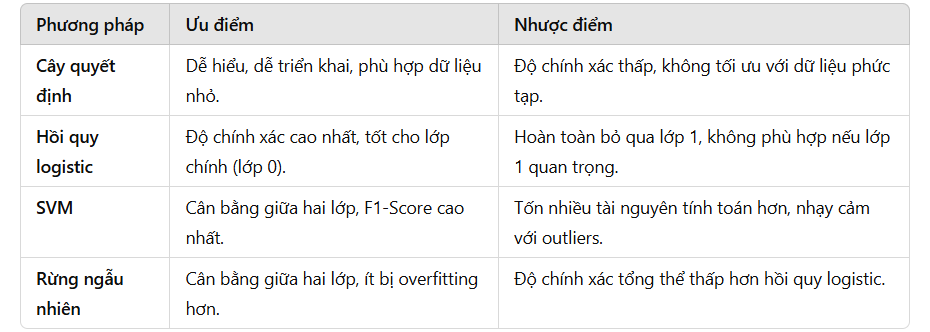 Phương pháp Ưu điểm Nhược điểm
Cây quyết định Dễ hiểu, dễ triển khai, phù hợp dữ liệu nhỏ. Độ chính xác thấp, không tối ưu với dữ liệu phức tạp.
Hồi quy logistic Độ chính xác cao nhất, tốt cho lớp chính (lớp 0). Hoàn toàn bỏ qua lớp 1, không phù hợp nếu lớp 1 quan trọng.
SVM Cân bằng giữa hai lớp, F1-Score cao nhất. Tốn nhiều tài nguyên tính toán hơn, nhạy cảm với outliers.
Rừng ngẫu nhiên Cân bằng giữa hai lớp, ít bị overfitting hơn. Độ chính xác tổng thể thấp hơn hồi quy logistic.